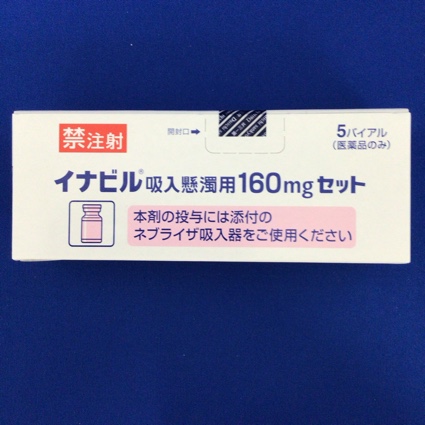 禁注射
開封口→
5バイアル
(医薬品のみ)
イナビル®吸入懸濁用160mgセット
本剤の投与には添付の
ネブライザ吸入器をご使用ください